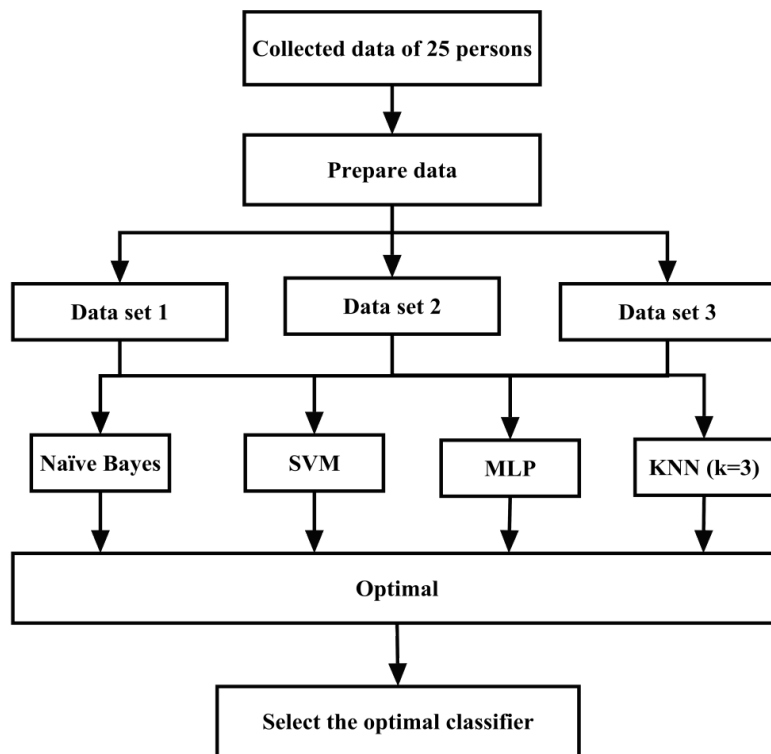 Collected data of 25 persons
Prepare data
Data set 1
Data set 2
Data set 3
Naïve Bayes
SVM
MLP
KNN (k=3)
Optimal
Select the optimal classifier